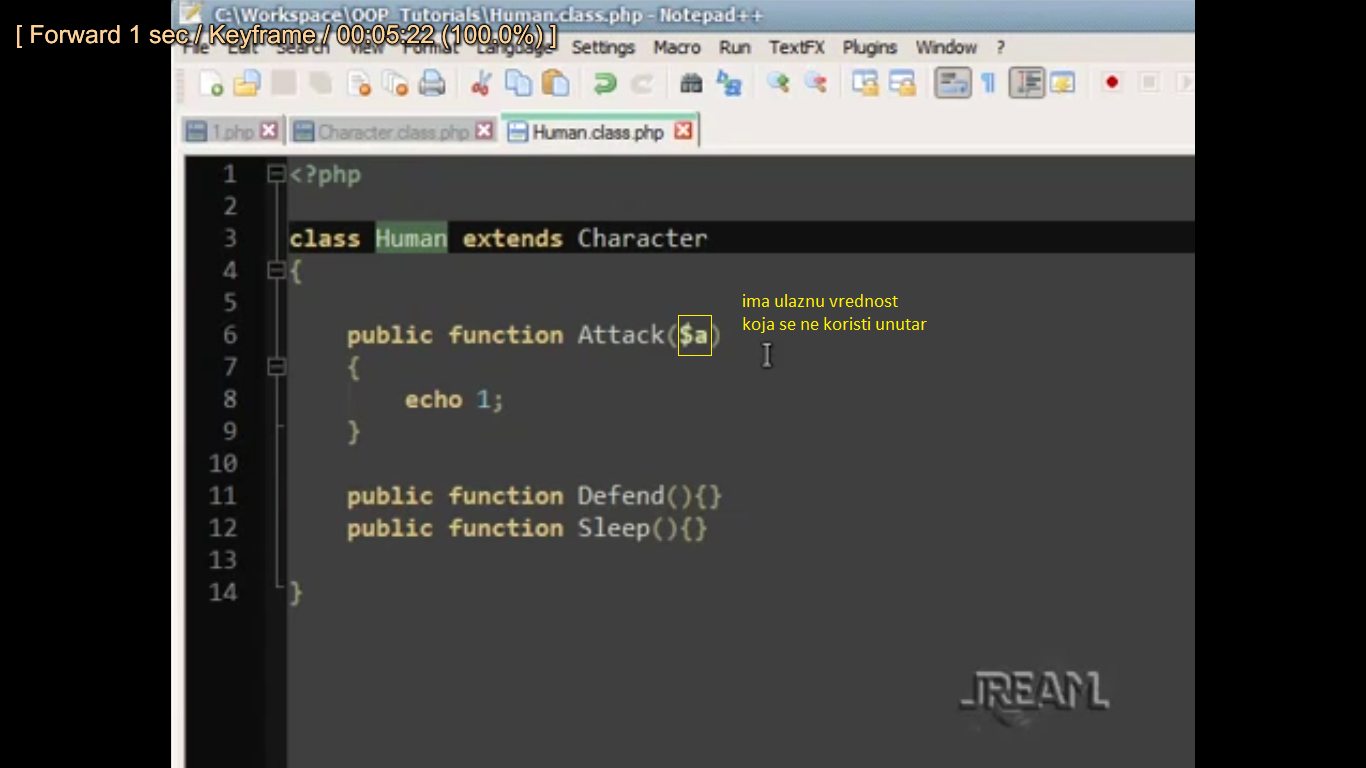 C:\Workspace\OOP_Tutorials\Human.class.php - Notepad++
[ Forward 1 sec / Keyframe / 00:05:22 (100.0%) ]
File Edit Search View Format Language Settings Macro Run TextFX Plugins Window ?
1.php Character.class.php Human.class.php
1 <?php
2
3 class Human extends Character
4 {
5
ima ulaznu vrednost
koja se ne koristi unutar
6 public function Attack($a)
7 {
8 echo 1;
9 }
10
11 public function Defend(){}
12 public function Sleep(){}
13
14 }